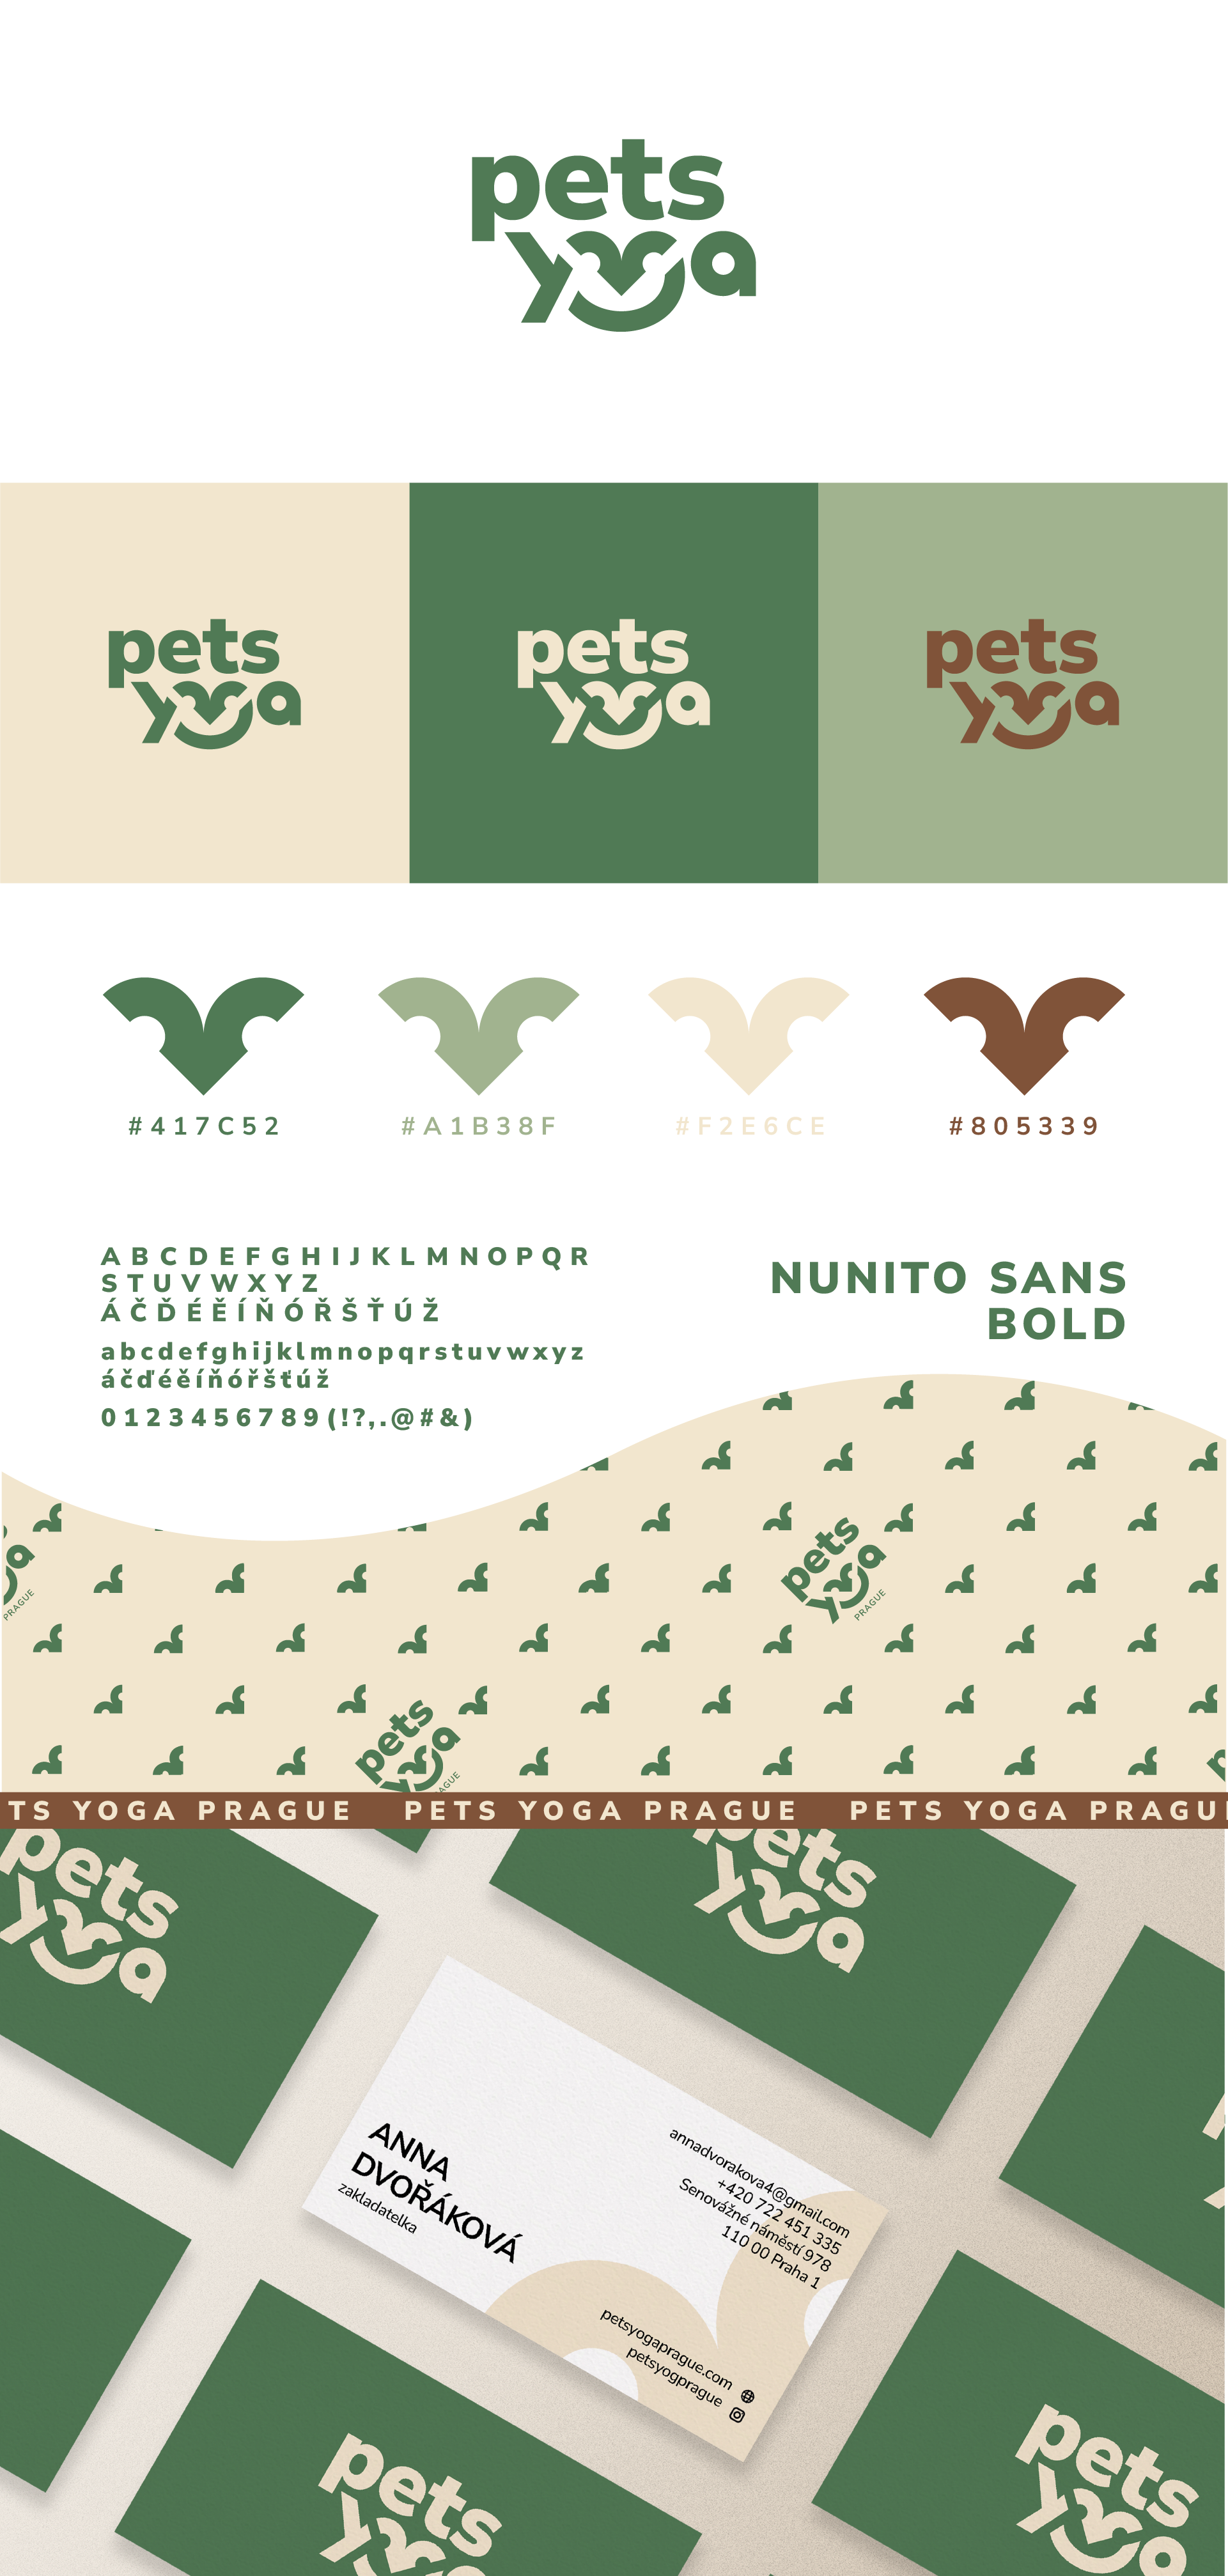 pets
yoga
pets
yoga
pets
yoga
pets
yoga
#417C52
#A1B38F
#F2E6CE
#805339
A B C D E F G H I J K L M N O P Q R
S T U V W X Y Z
Á Č Ď É Ě Í Ň Ó Ř Š Ť Ú Ž
a b c d e f g h i j k l m n o p q r s t u v w x y z
á č ď é ě í ň ó ř š ť ú ž
0 1 2 3 4 5 6 7 8 9 ( ! ? , . @ # & )
NUNITO SANS
BOLD
a
PRAGUE
pets
yoga
PRAGUE
pets
yoga
AGUE
TS YOGA PRAGUE PETS YOGA PRAGUE PETS YOGA PRAGU
pets
yoga
pets
yoga
ANNA
DVOŘÁKOVÁ
zakladatelka
annadvorakova4@gmail.com
+420 722 451 335
Senovážné náměstí 978
110 00 Praha 1
petsyogaprague.com
petsyogprague
pets
yoga
pets
yoga